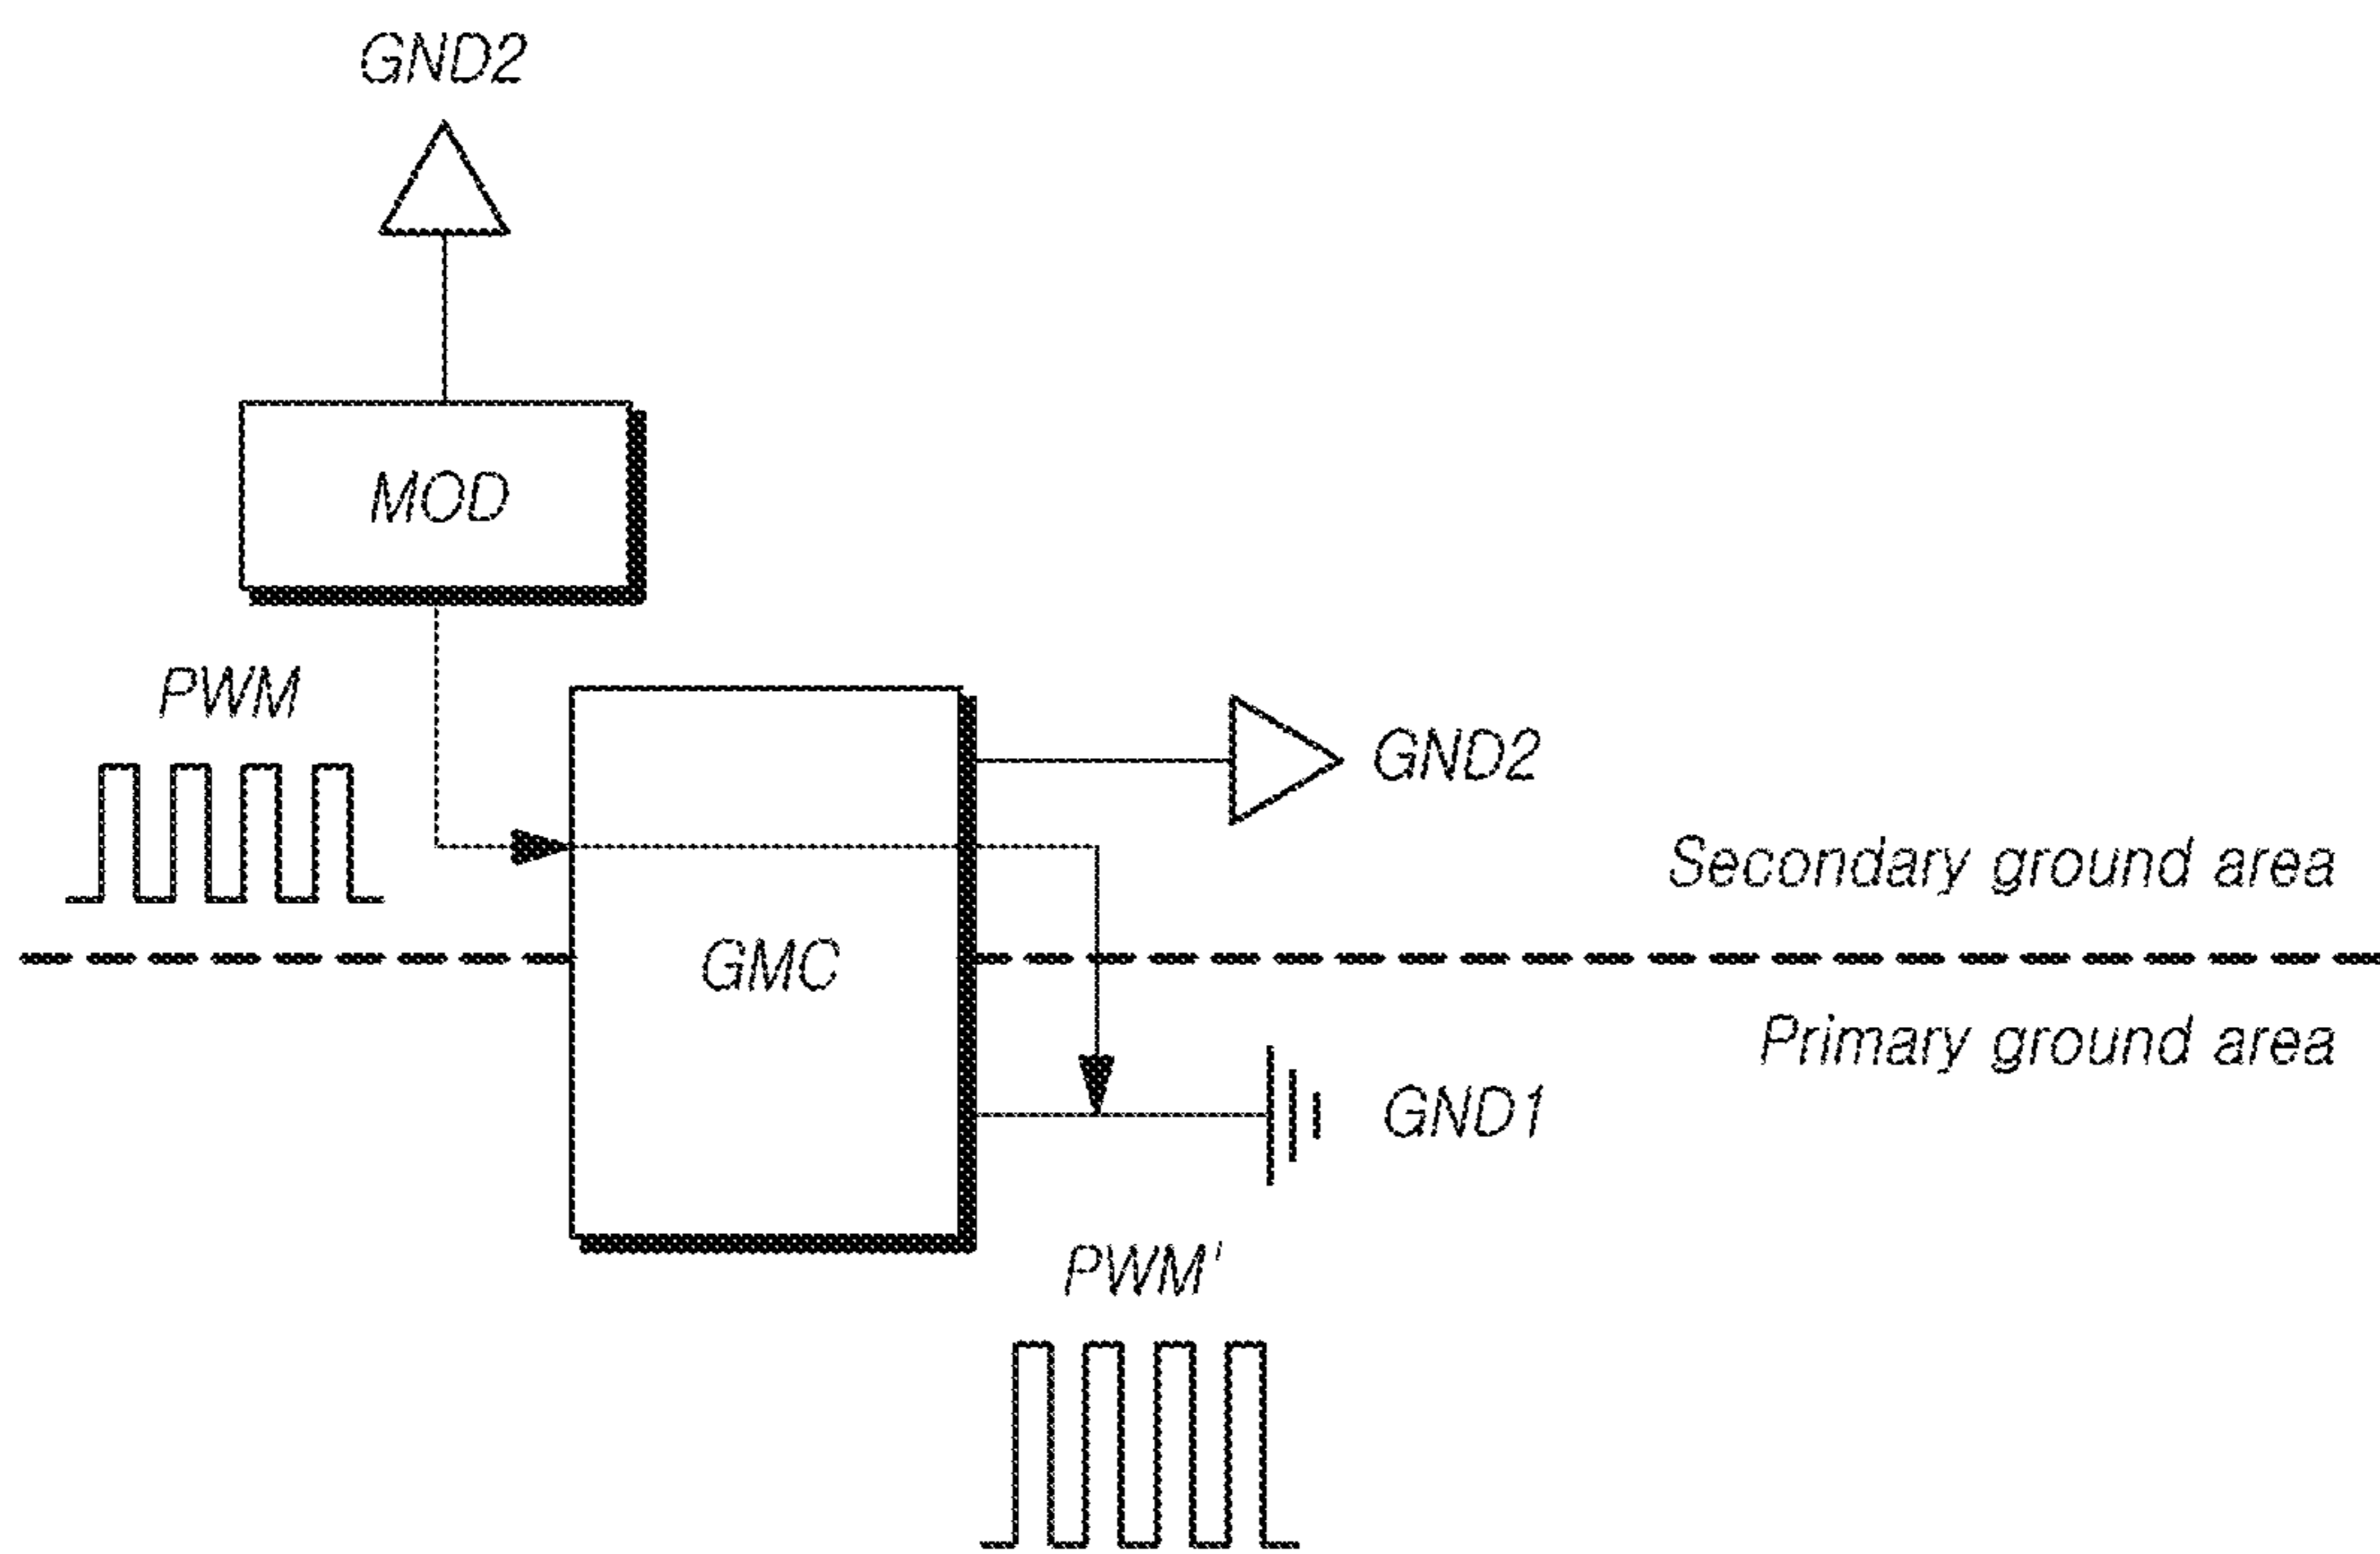 GND2
MOD
PWM
GND2
Secondary ground area
GMC
Primary ground area
GND1
PWM'